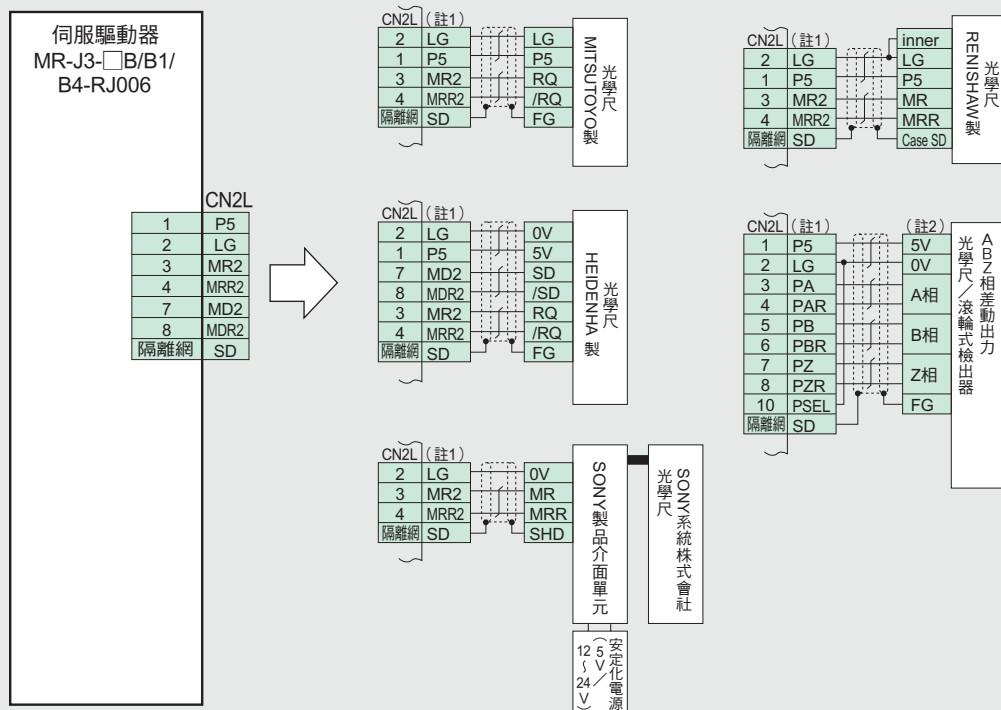 伺服驅動器
MR-J3-□B/B1/
B4-RJ006
CN2L
1 P5
2 LG
3 MR2
4 MRR2
7 MD2
8 MDR2
隔離網 SD
CN2L（註1）
2 LG LG
1 P5 P5
3 MR2 RQ
4 MRR2 /RQ
隔離網 SD FG
光學尺
MITSUTOYO製
CN2L（註1）
2 LG 0V
1 P5 5V
7 MD2 SD
8 MDR2 /SD
3 MR2 RQ
4 MRR2 /RQ
隔離網 SD FG
光學尺
HEIDENHA 製
CN2L（註1）
2 LG 0V
3 MR2 MR
4 MRR2 MRR
隔離網 SD SHD
SONY製品介面單元
SONY系統株式會社
光學尺
安定化電源
（5V／
12～24V）
CN2L（註1）
inner
2 LG LG
1 P5 P5
3 MR2 MR
4 MRR2 MRR
隔離網 SD Case SD
光學尺
RENISHAW製
CN2L（註1） （註2）
1 P5 5V
2 LG 0V
3 PA A相
4 PAR
5 PB B相
6 PBR
7 PZ Z相
8 PZR
10 PSEL FG
隔離網 SD
ABZ相差動出力
光學尺／滾輪式檢出器